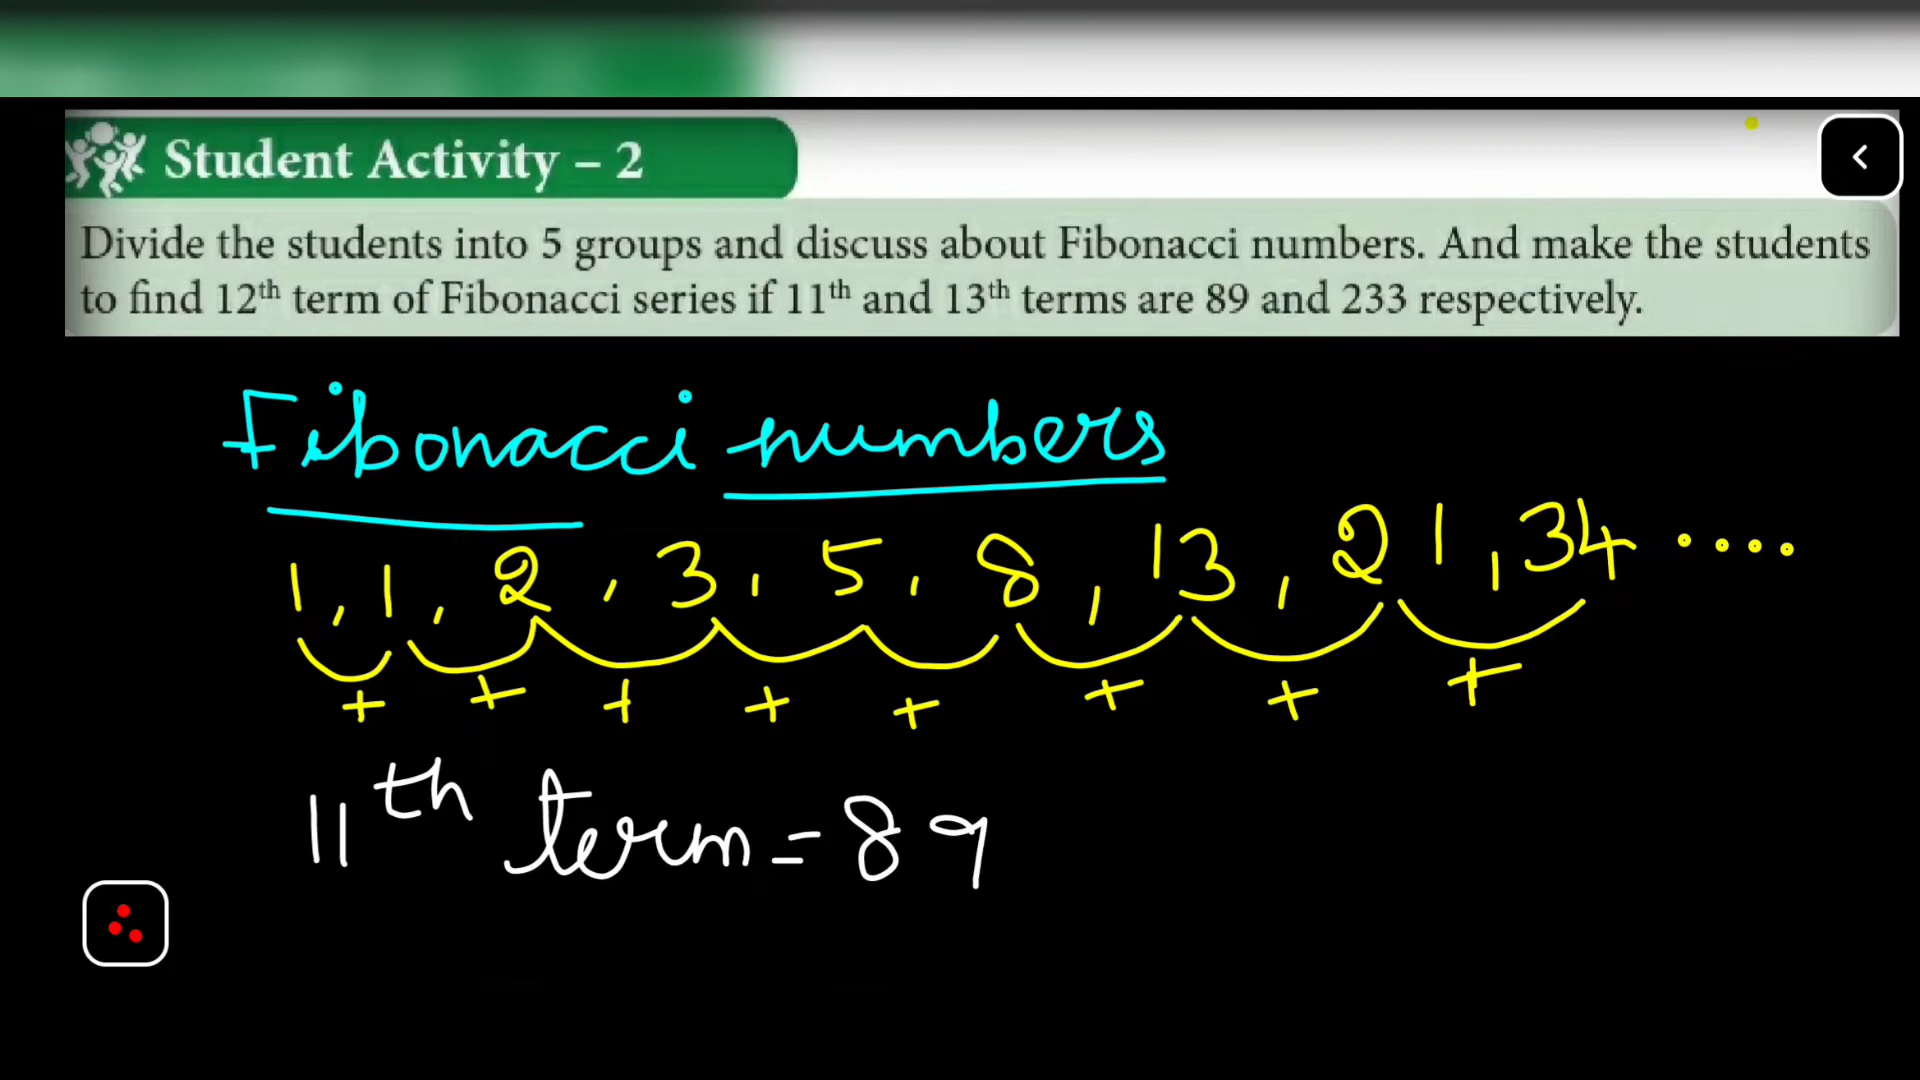 Student Activity – 2
Divide the students into 5 groups and discuss about Fibonacci numbers. And make the students
to find 12th term of Fibonacci series if 11th and 13th terms are 89 and 233 respectively.
Fibonacci numbers
1, 1, 2, 3, 5, 8, 13, 21, 34 ....
+ + + + + + + +
11th term = 89